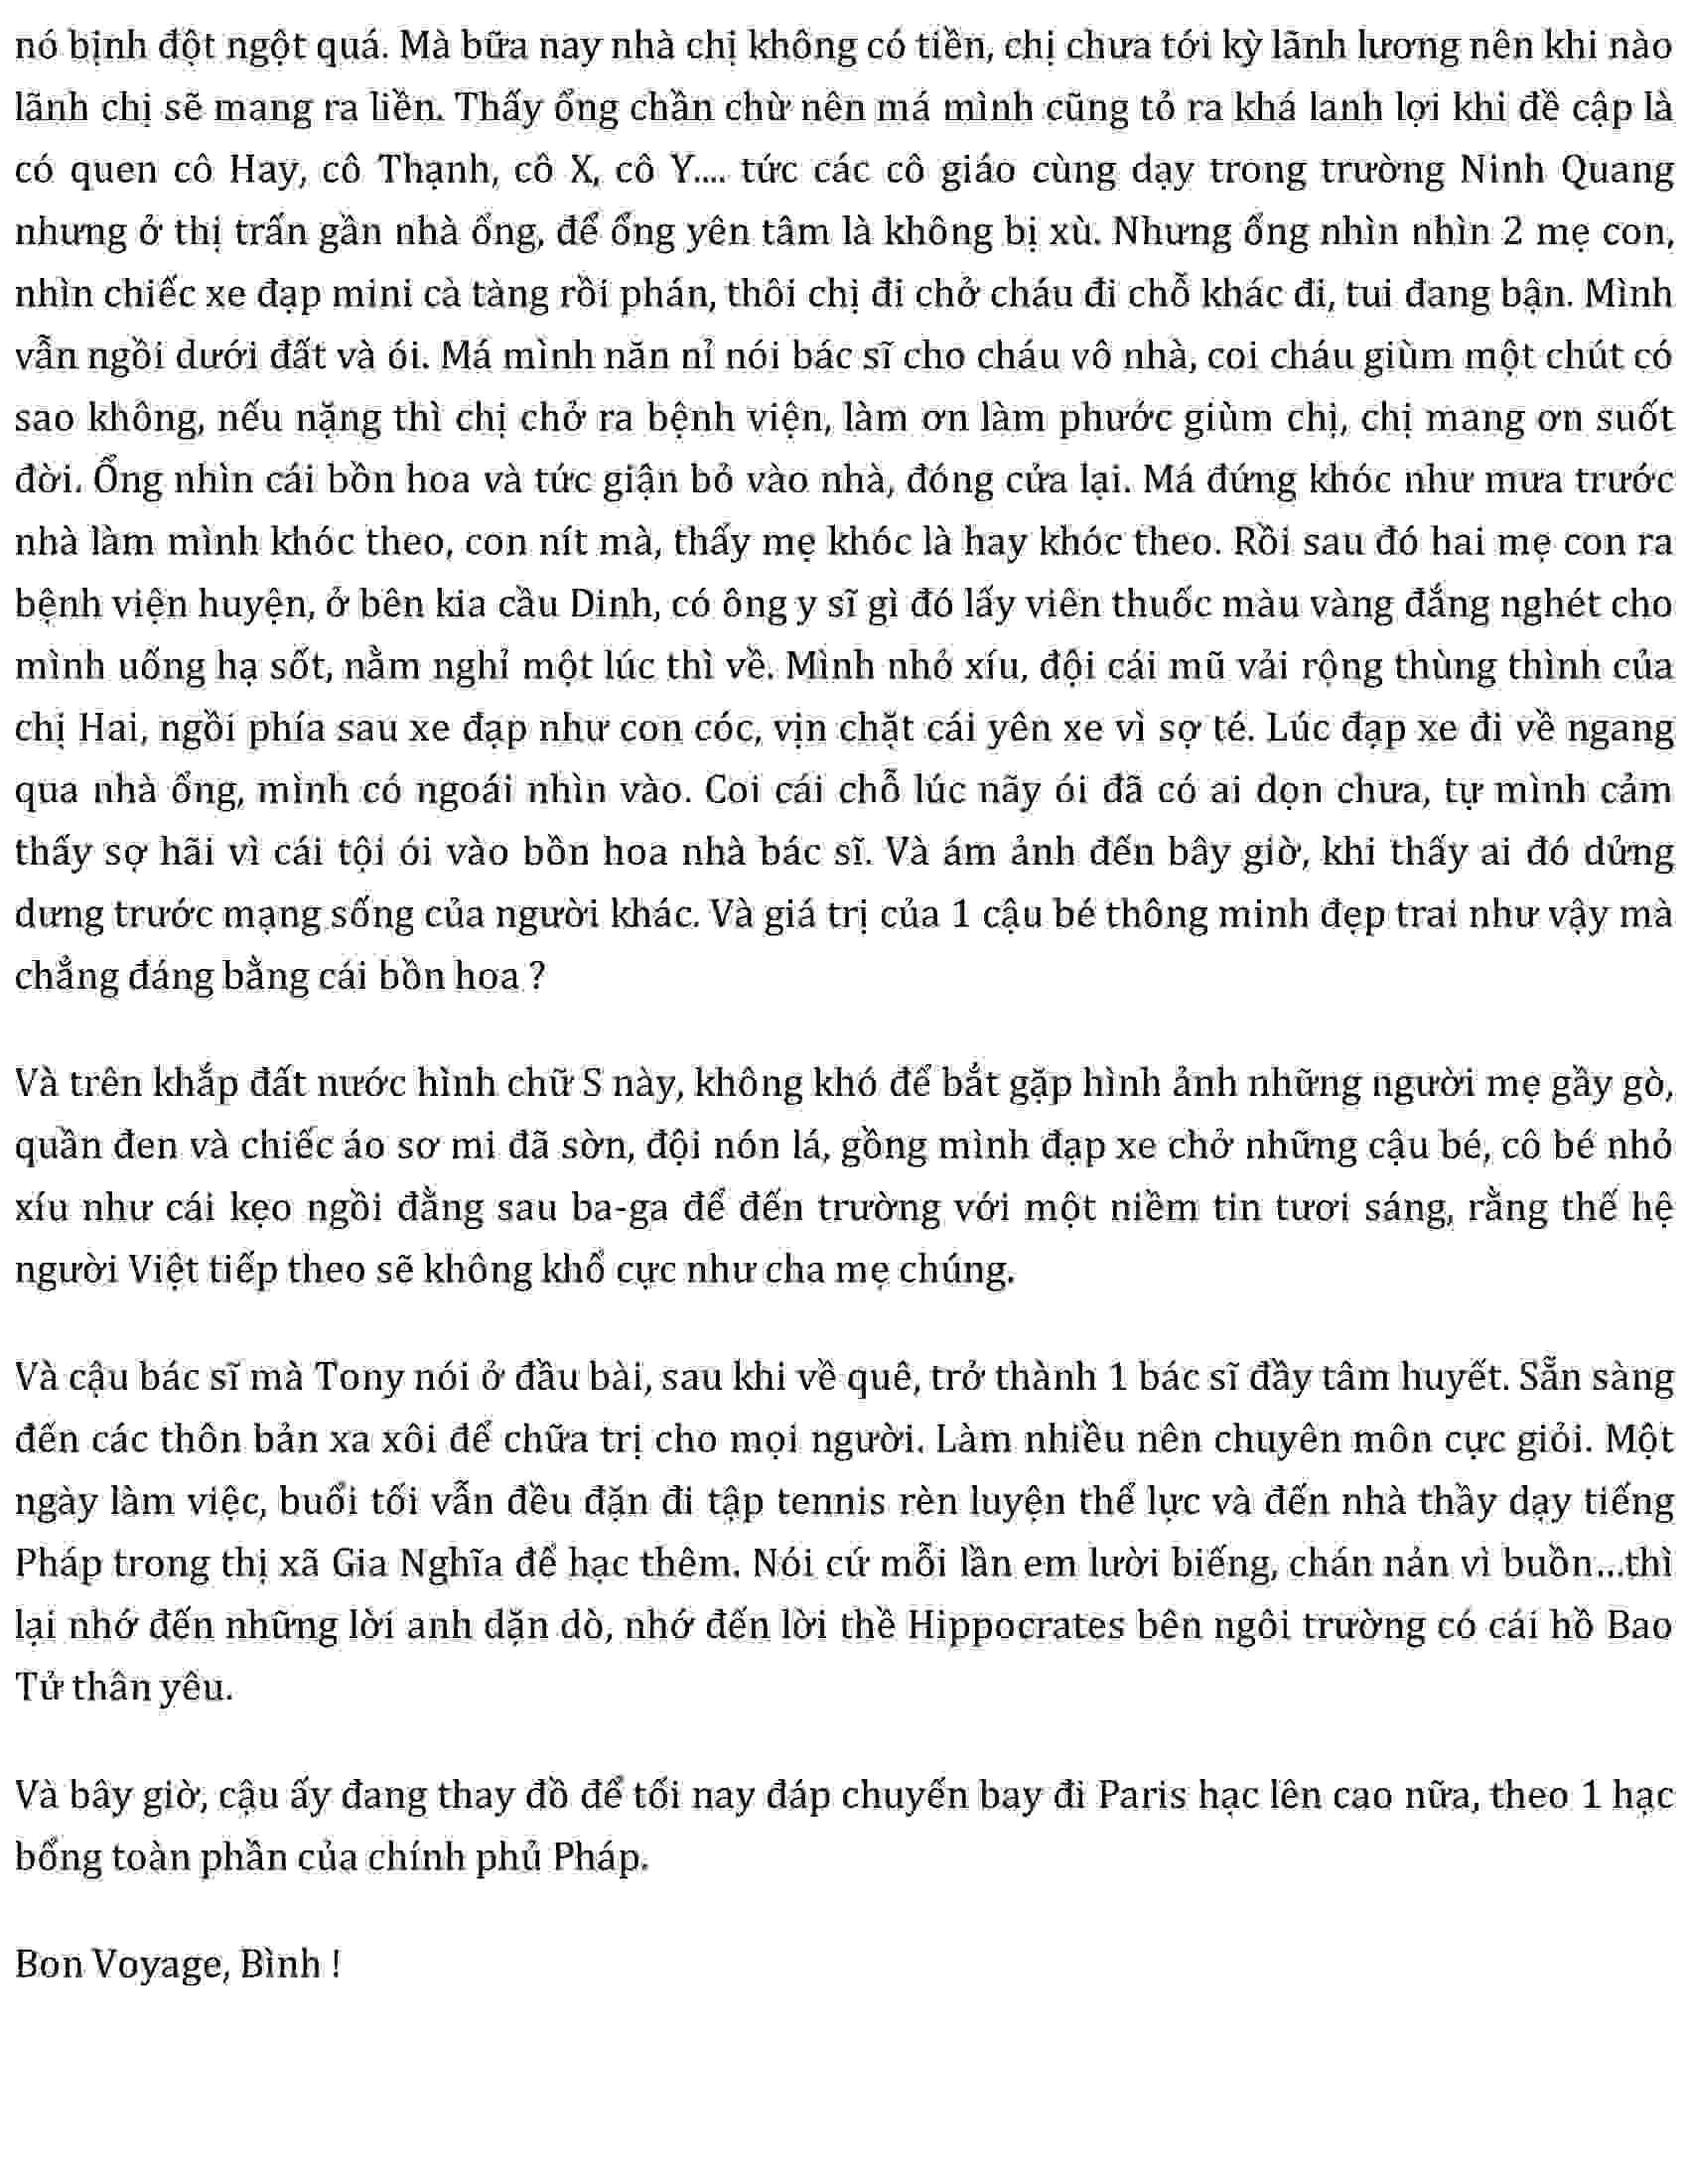 nó bịnh đột ngột quá. Mà bữa nay nhà chị không có tiền, chị chưa tới kỳ lãnh lương nên khi nào
lãnh chị sẽ mang ra liền. Thấy ổng chần chừ nên má mình cũng tỏ ra khá lanh lợi khi đề cập là
có quen cô Hay, cô Thạnh, cô X, cô Y.... tức các cô giáo cùng dạy trong trường Ninh Quang
nhưng ở thị trấn gần nhà ổng, để ổng yên tâm là không bị xù. Nhưng ổng nhìn nhìn 2 mẹ con,
nhìn chiếc xe đạp mini cà tàng rồi phán, thôi chị đi chở cháu đi chỗ khác đi, tui đang bận. Mình
vẫn ngồi dưới đất và ói. Má mình năn nỉ nói bác sĩ cho cháu vô nhà, coi cháu giùm một chút có
sao không, nếu nặng thì chị chở ra bệnh viện, làm ơn làm phước giùm chị, chị mang ơn suốt
đời. Ổng nhìn cái bồn hoa và tức giận bỏ vào nhà, đóng cửa lại. Má đứng khóc như mưa trước
nhà làm mình khóc theo, con nít mà, thấy mẹ khóc là hay khóc theo. Rồi sau đó hai mẹ con ra
bệnh viện huyện, ở bên kia cầu Dinh, có ông y sĩ gì đó lấy viên thuốc màu vàng đắng nghét cho
mình uống hạ sốt, nằm nghỉ một lúc thì về. Mình nhỏ xíu, đội cái mũ vải rộng thùng thình của
chị Hai, ngồi phía sau xe đạp như con cóc, vịn chặt cái yên xe vì sợ té. Lúc đạp xe đi về ngang
qua nhà ổng, mình có ngoái nhìn vào. Coi cái chỗ lúc nãy ói đã có ai dọn chưa, tự mình cảm
thấy sợ hãi vì cái tội ói vào bồn hoa nhà bác sĩ. Và ám ảnh đến bây giờ, khi thấy ai đó dửng
dưng trước mạng sống của người khác. Và giá trị của 1 cậu bé thông minh đẹp trai như vậy mà
chẳng đáng bằng cái bồn hoa ?
Và trên khắp đất nước hình chữ S này, không khó để bắt gặp hình ảnh những người mẹ gầy gò,
quần đen và chiếc áo sơ mi đã sờn, đội nón lá, gồng mình đạp xe chở những cậu bé, cô bé nhỏ
xíu như cái kẹo ngồi đằng sau ba-ga để đến trường với một niềm tin tươi sáng, rằng thế hệ
người Việt tiếp theo sẽ không khổ cực như cha mẹ chúng.
Và cậu bác sĩ mà Tony nói ở đầu bài, sau khi về quê, trở thành 1 bác sĩ đầy tâm huyết. Sẵn sàng
đến các thôn bản xa xôi để chữa trị cho mọi người. Làm nhiều nên chuyên môn cực giỏi. Một
ngày làm việc, buổi tối vẫn đều đặn đi tập tennis rèn luyện thể lực và đến nhà thầy dạy tiếng
Pháp trong thị xã Gia Nghĩa để hạc thêm. Nói cứ mỗi lần em lười biếng, chán nản vì buồn...thì
lại nhớ đến những lời anh dặn dò, nhớ đến lời thề Hippocrates bên ngôi trường có cái hồ Bao
Tử thân yêu.
Và bây giờ, cậu ấy đang thay đồ để tối nay đáp chuyến bay đi Paris hạc lên cao nữa, theo 1 hạc
bổng toàn phần của chính phủ Pháp.
Bon Voyage, Bình !